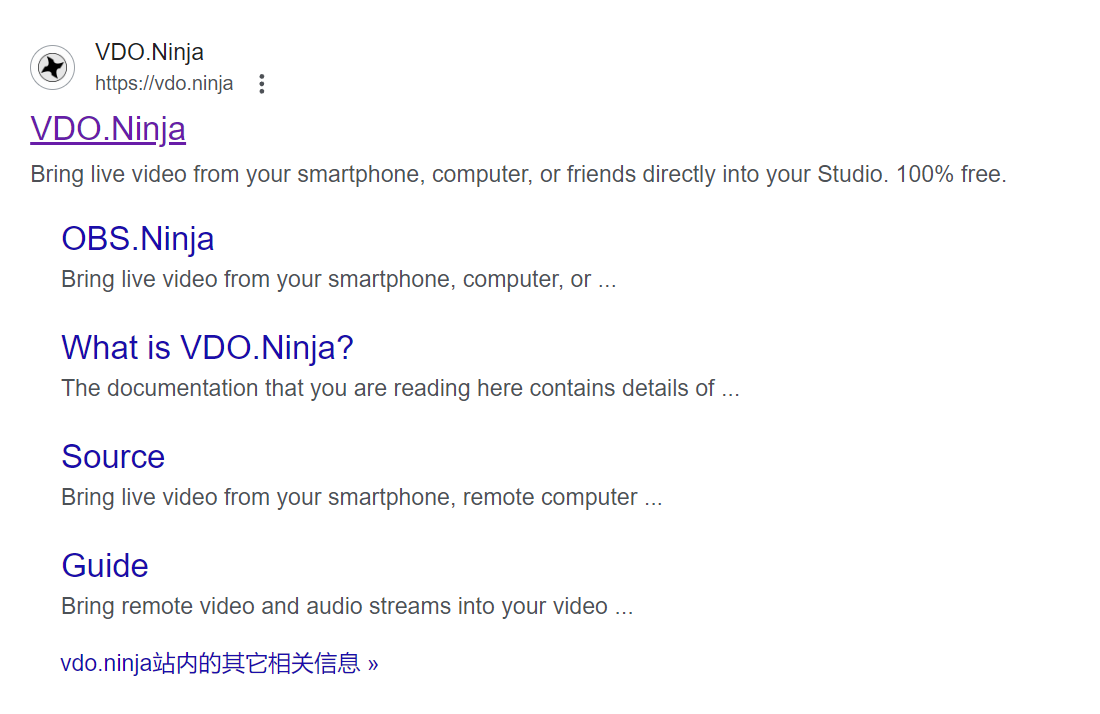 VDO.Ninja
https://vdo.ninja
VDO.Ninja
Bring live video from your smartphone, computer, or friends directly into your Studio. 100% free.
OBS.Ninja
Bring live video from your smartphone, computer, or ...
What is VDO.Ninja?
The documentation that you are reading here contains details of ...
Source
Bring live video from your smartphone, remote computer ...
Guide
Bring remote video and audio streams into your video ...
vdo.ninja站内的其它相关信息 »